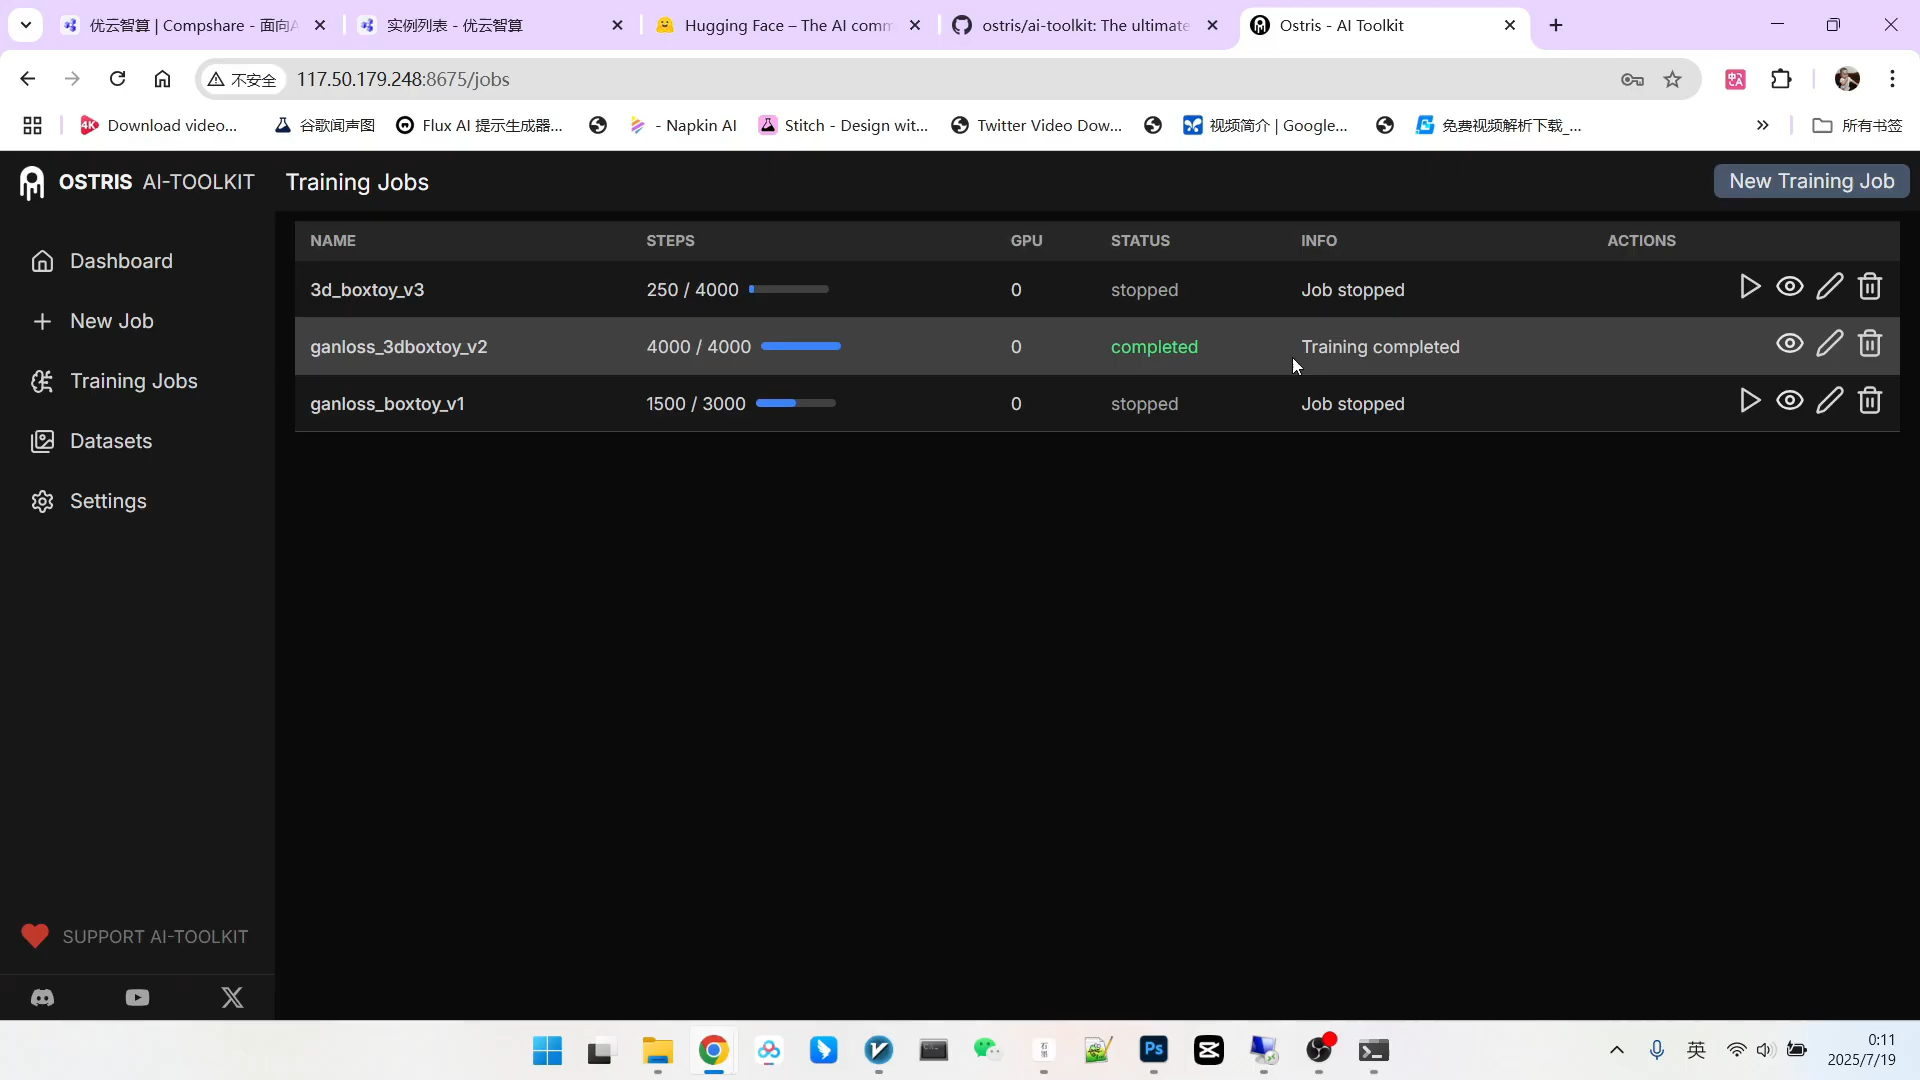 优云智算 | Compshare - 面向A
实例列表 - 优云智算
Hugging Face – The AI comm
ostris/ai-toolkit: The ultimate
Ostris - AI Toolkit
不安全
117.50.179.248:8675/jobs
Download video...
谷歌闻声图
Flux AI 提示生成器...
- Napkin AI
Stitch - Design wit...
Twitter Video Dow...
视频简介 | Google...
免费视频解析下载_...
所有书签
OSTRIS AI-TOOLKIT
Training Jobs
New Training Job
Dashboard
New Job
Training Jobs
Datasets
Settings
NAME STEPS GPU STATUS INFO ACTIONS
3d_boxtoy_v3 250 / 4000 0 stopped Job stopped
ganloss_3dboxtoy_v2 4000 / 4000 0 completed Training completed
ganloss_boxtoy_v1 1500 / 3000 0 stopped Job stopped
SUPPORT AI-TOOLKIT
Ps
英
0:11
2025/7/19